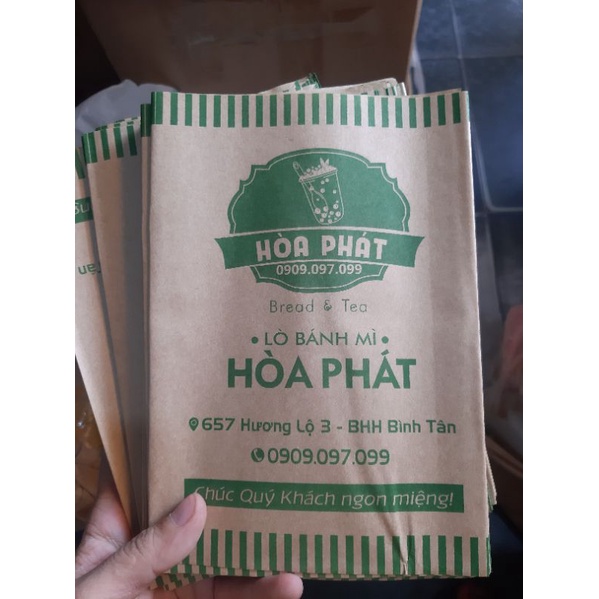 HÒA PHÁT
0909.097.099
Bread & Tea
• LÒ BÁNH MÌ •
HÒA PHÁT
657 Hương Lộ 3 - BHH Bình Tân
0909.097.099
Chúc Quý Khách ngon miệng!